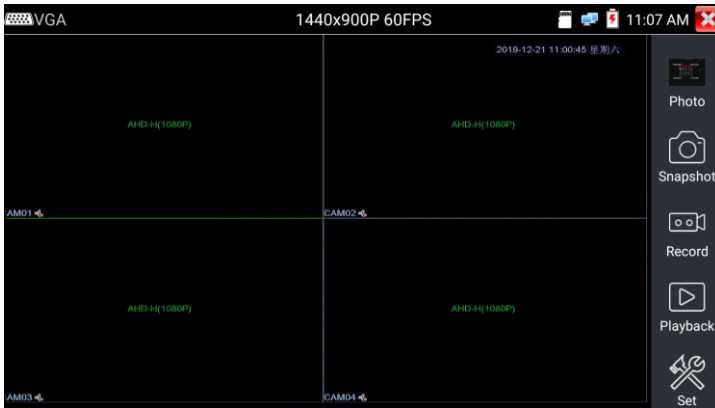 VGA
1440x900P 60FPS
11:07 AM
2019-12-21 11:00:45 星期六
AHD-H(1080P)
AHD-H(1080P)
Photo
Snapshot
CAM01
CAM02
Record
AHD-H(1080P)
AHD-H(1080P)
Playback
CAM03
CAM04
Set